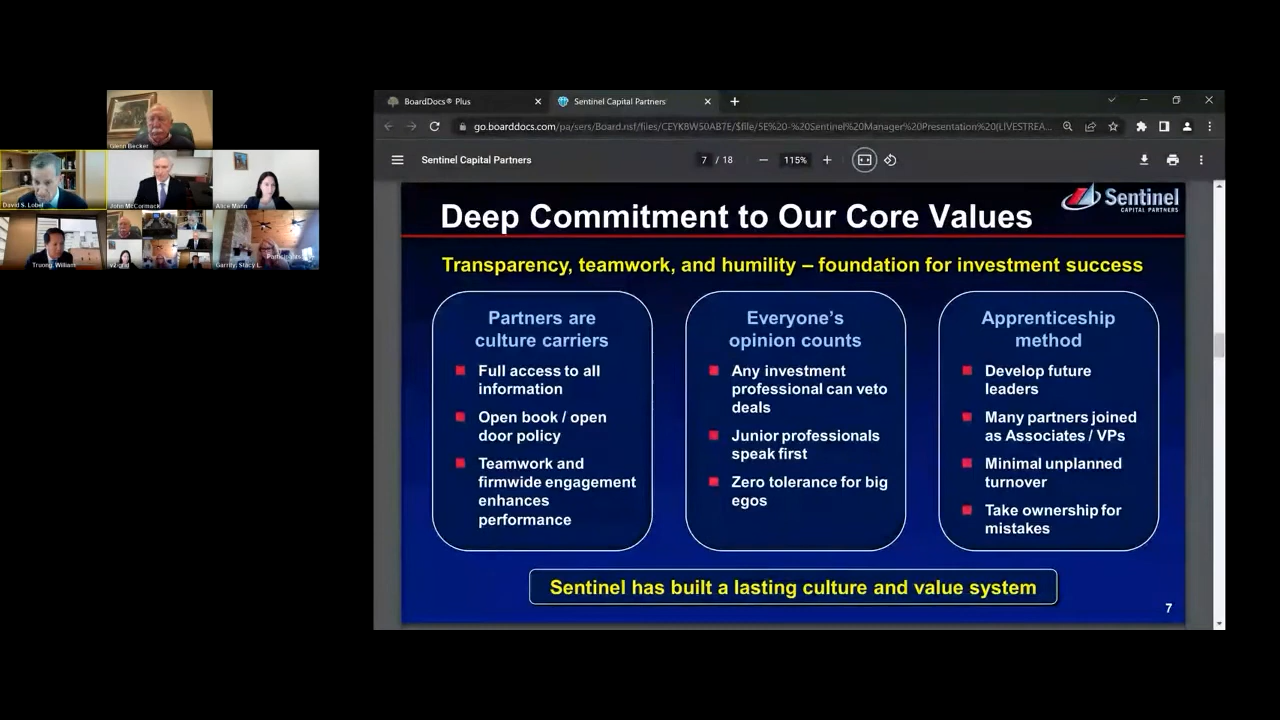 Glenn Becker
David S. Lobel
John McCormack
Alice Mann
Truong, William
Garrity, Stacy L.
BoardDocs® Plus
Sentinel Capital Partners
go.boarddocs.com/pa/sers/Board.nsf/files/CEYK8W50AB7E/$file/5E%20-%20Sentinel%20Manager%20Presentation%20(LIVESTREA...
Sentinel Capital Partners
7 / 18
115%
Sentinel
CAPITAL PARTNERS
Deep Commitment to Our Core Values
Transparency, teamwork, and humility – foundation for investment success
Partners are
culture carriers
Full access to all
information
Open book / open
door policy
Teamwork and
firmwide engagement
enhances
performance
Everyone's
opinion counts
Any investment
professional can veto
deals
Junior professionals
speak first
Zero tolerance for big
egos
Apprenticeship
method
Develop future
leaders
Many partners joined
as Associates / VPs
Minimal unplanned
turnover
Take ownership for
mistakes
Sentinel has built a lasting culture and value system
7